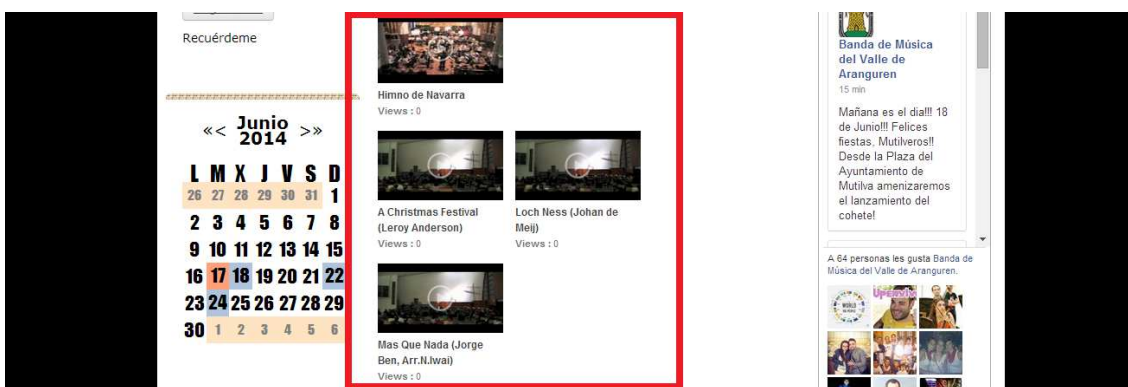 Recuérdeme
«< Junio >»
2014
L M X J V S D
26 27 28 29 30 31 1
2 3 4 5 6 7 8
9 10 11 12 13 14 15
16 17 18 19 20 21 22
23 24 25 26 27 28 29
30 1 2 3 4 5 6
Himno de Navarra
Views : 0
A Christmas Festival
(Leroy Anderson)
Views : 0
Loch Ness (Johan de
Meij)
Views : 0
Mas Que Nada (Jorge
Ben, Arr.N.Iwai)
Views : 0
Banda de Música
del Valle de
Aranguren
15 min
Mañana es el dia!!! 18
de Junio!!! Felices
fiestas, Mutilveros!!
Desde la Plaza del
Ayuntamiento de
Mutilva amenizaremos
el lanzamiento del
cohete!
A 64 personas les gusta Banda de
Música del Valle de Aranguren.
WORLD